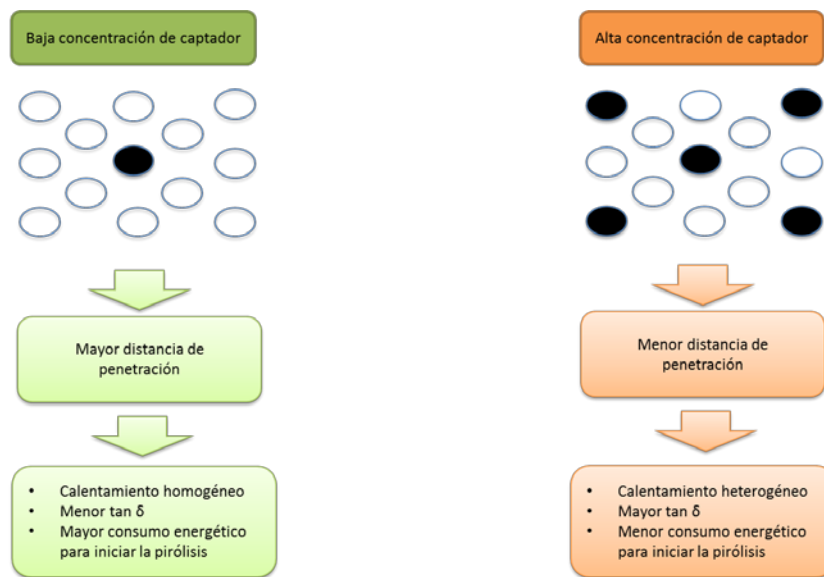 Baja concentración de captador
Mayor distancia de
penetración
• Calentamiento homogéneo
• Menor tan δ
• Mayor consumo energético
para iniciar la pirólisis
Alta concentración de captador
Menor distancia de
penetración
• Calentamiento heterogéneo
• Mayor tan δ
• Menor consumo energético
para iniciar la pirólisis